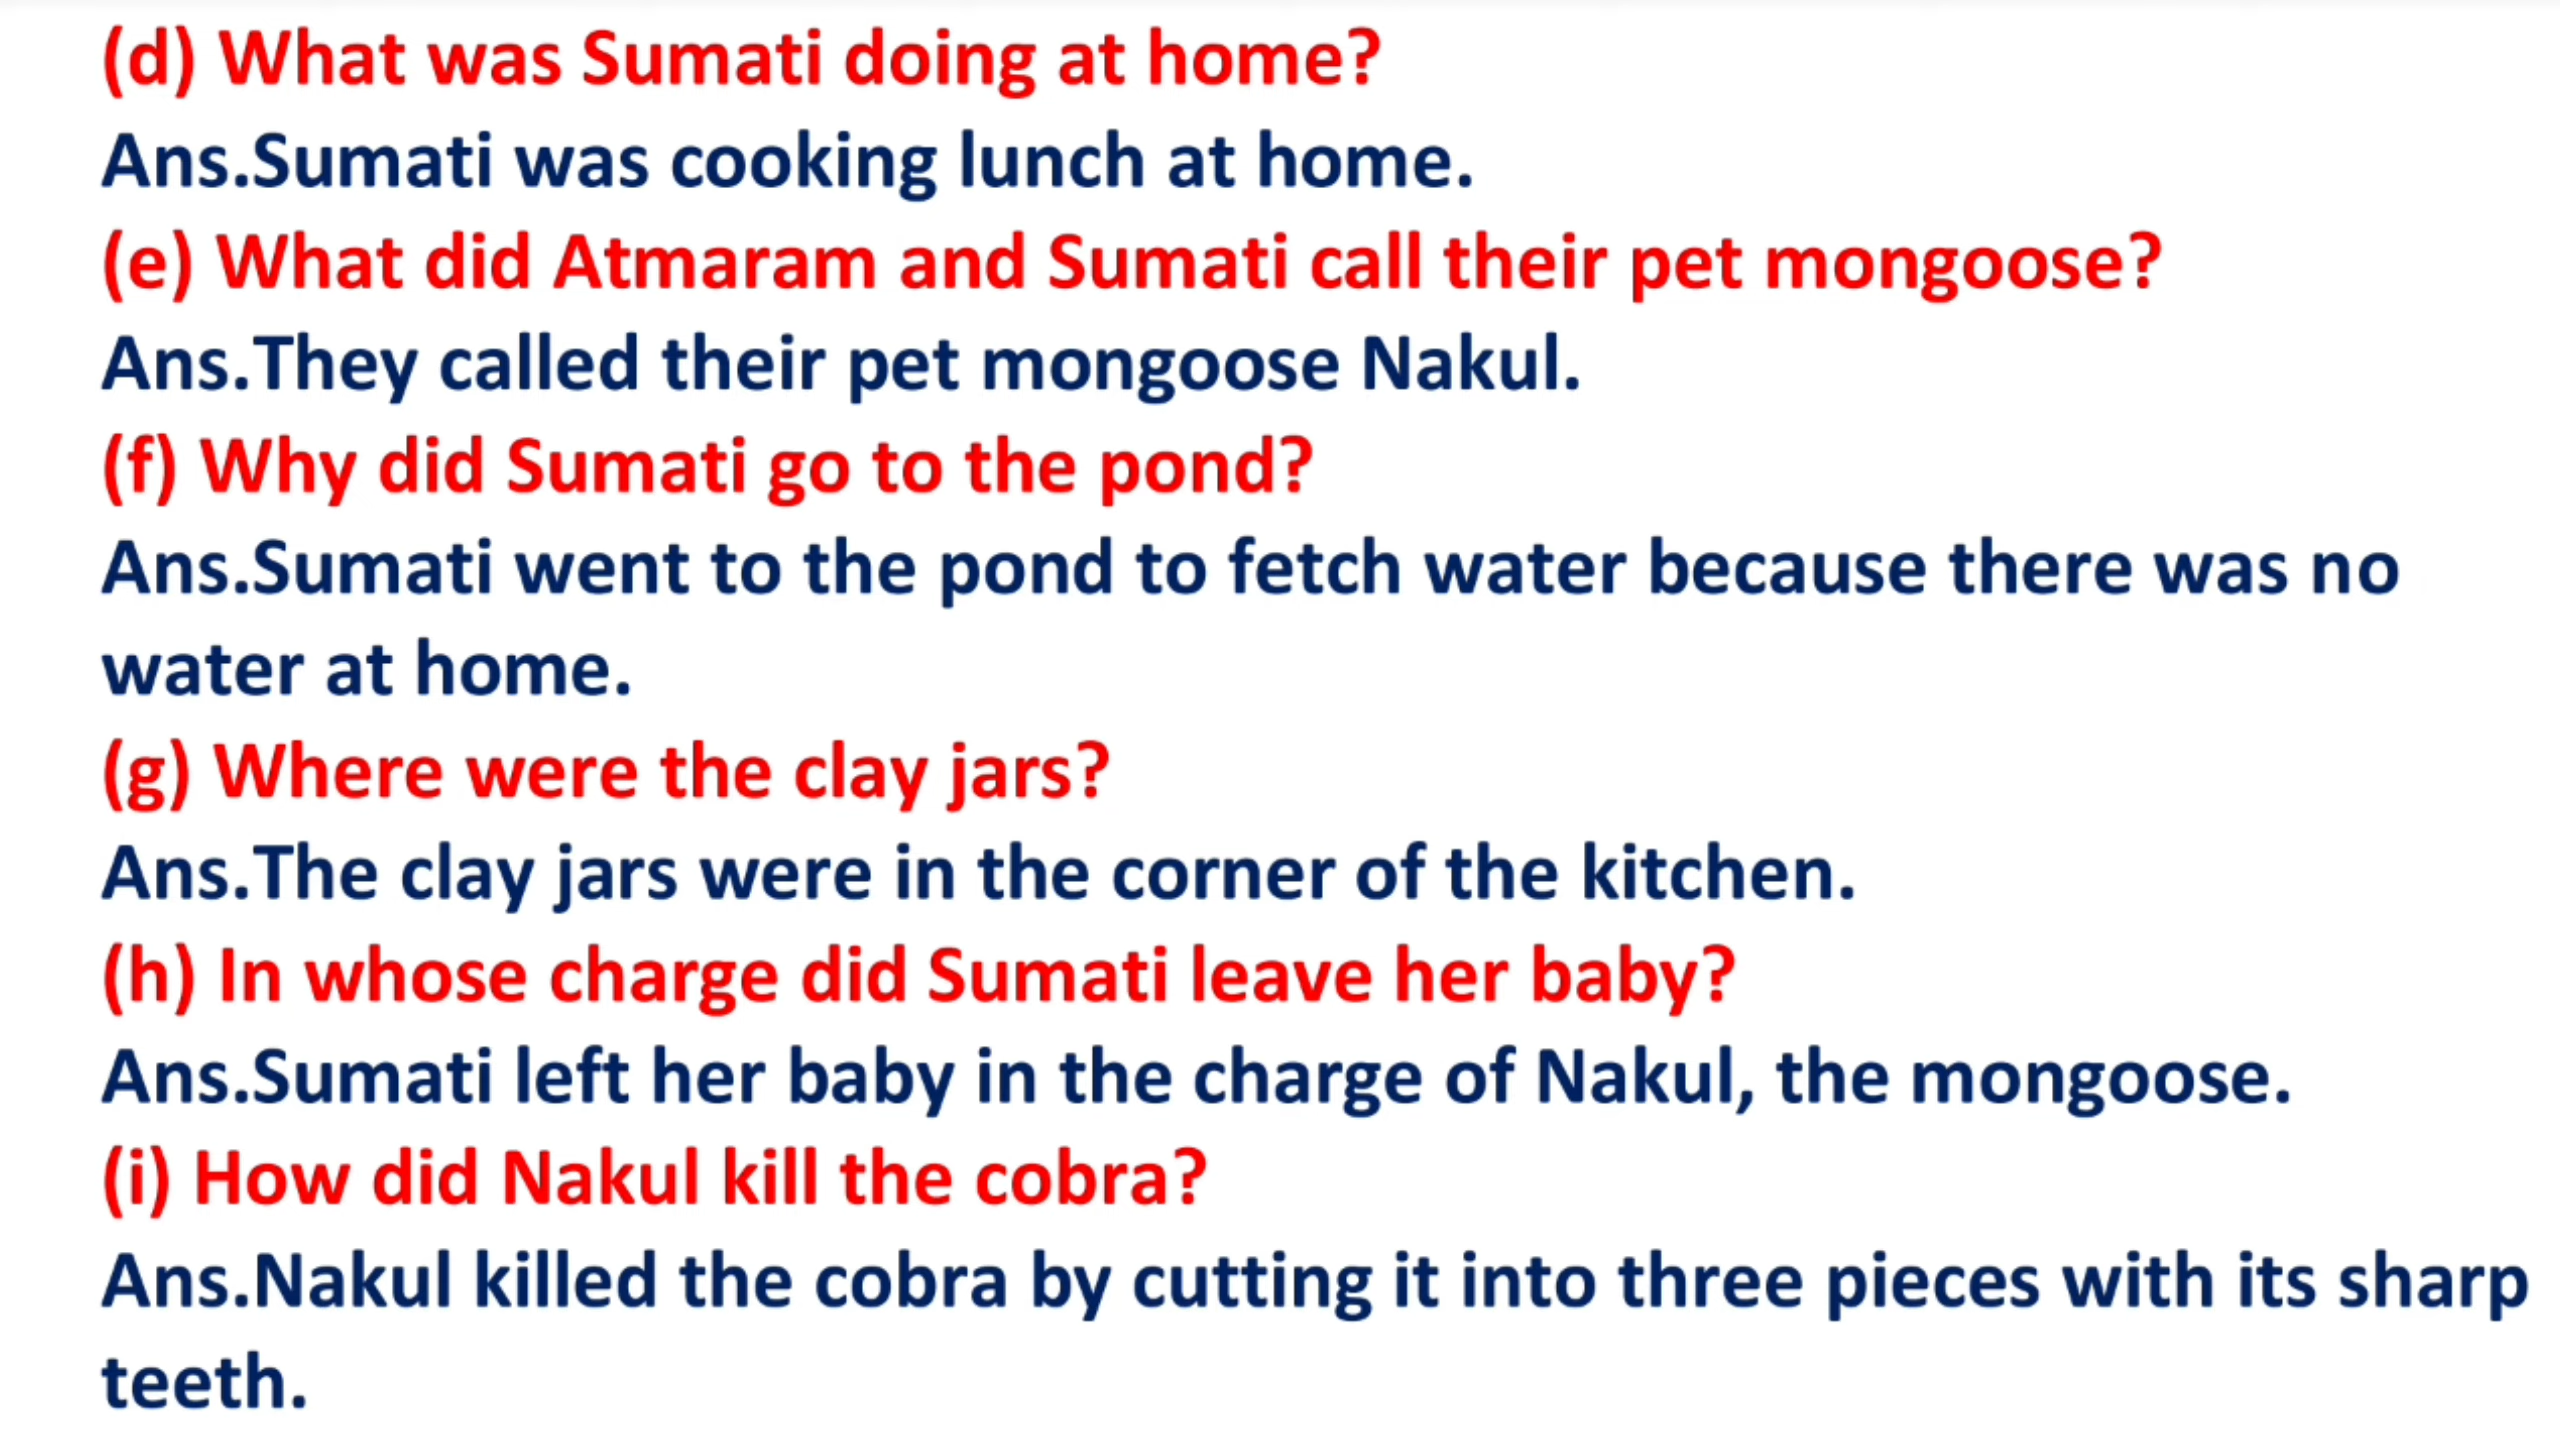 (d) What was Sumati doing at home?
Ans.Sumati was cooking lunch at home.
(e) What did Atmaram and Sumati call their pet mongoose?
Ans.They called their pet mongoose Nakul.
(f) Why did Sumati go to the pond?
Ans.Sumati went to the pond to fetch water because there was no
water at home.
(g) Where were the clay jars?
Ans.The clay jars were in the corner of the kitchen.
(h) In whose charge did Sumati leave her baby?
Ans.Sumati left her baby in the charge of Nakul, the mongoose.
(i) How did Nakul kill the cobra?
Ans.Nakul killed the cobra by cutting it into three pieces with its sharp
teeth.